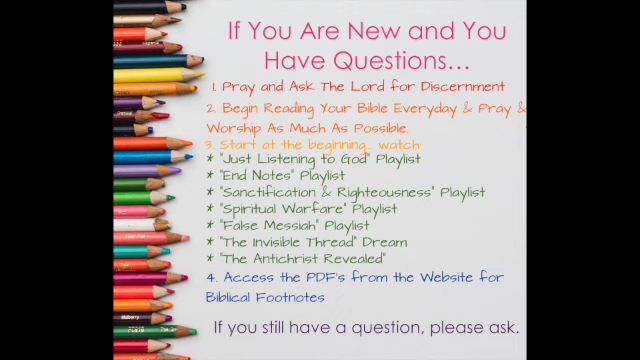 If You Are New and You
Have Questions...
1. Pray and Ask The Lord for Discernment
2. Begin Reading Your Bible Everyday & Pray &
Worship As Much As Possible.
3. Start at the beginning... watch:
* "Just Listening to God" Playlist
* "End Notes" Playlist
* "Sanctification & Righteousness" Playlist
* "Spiritual Warfare" Playlist
* "False Messiah" Playlist
* "The Invisible Thread" Dream
* "The Antichrist Revealed"
4. Access the PDF's from the Website for
Biblical Footnotes
If you still have a question, please ask.